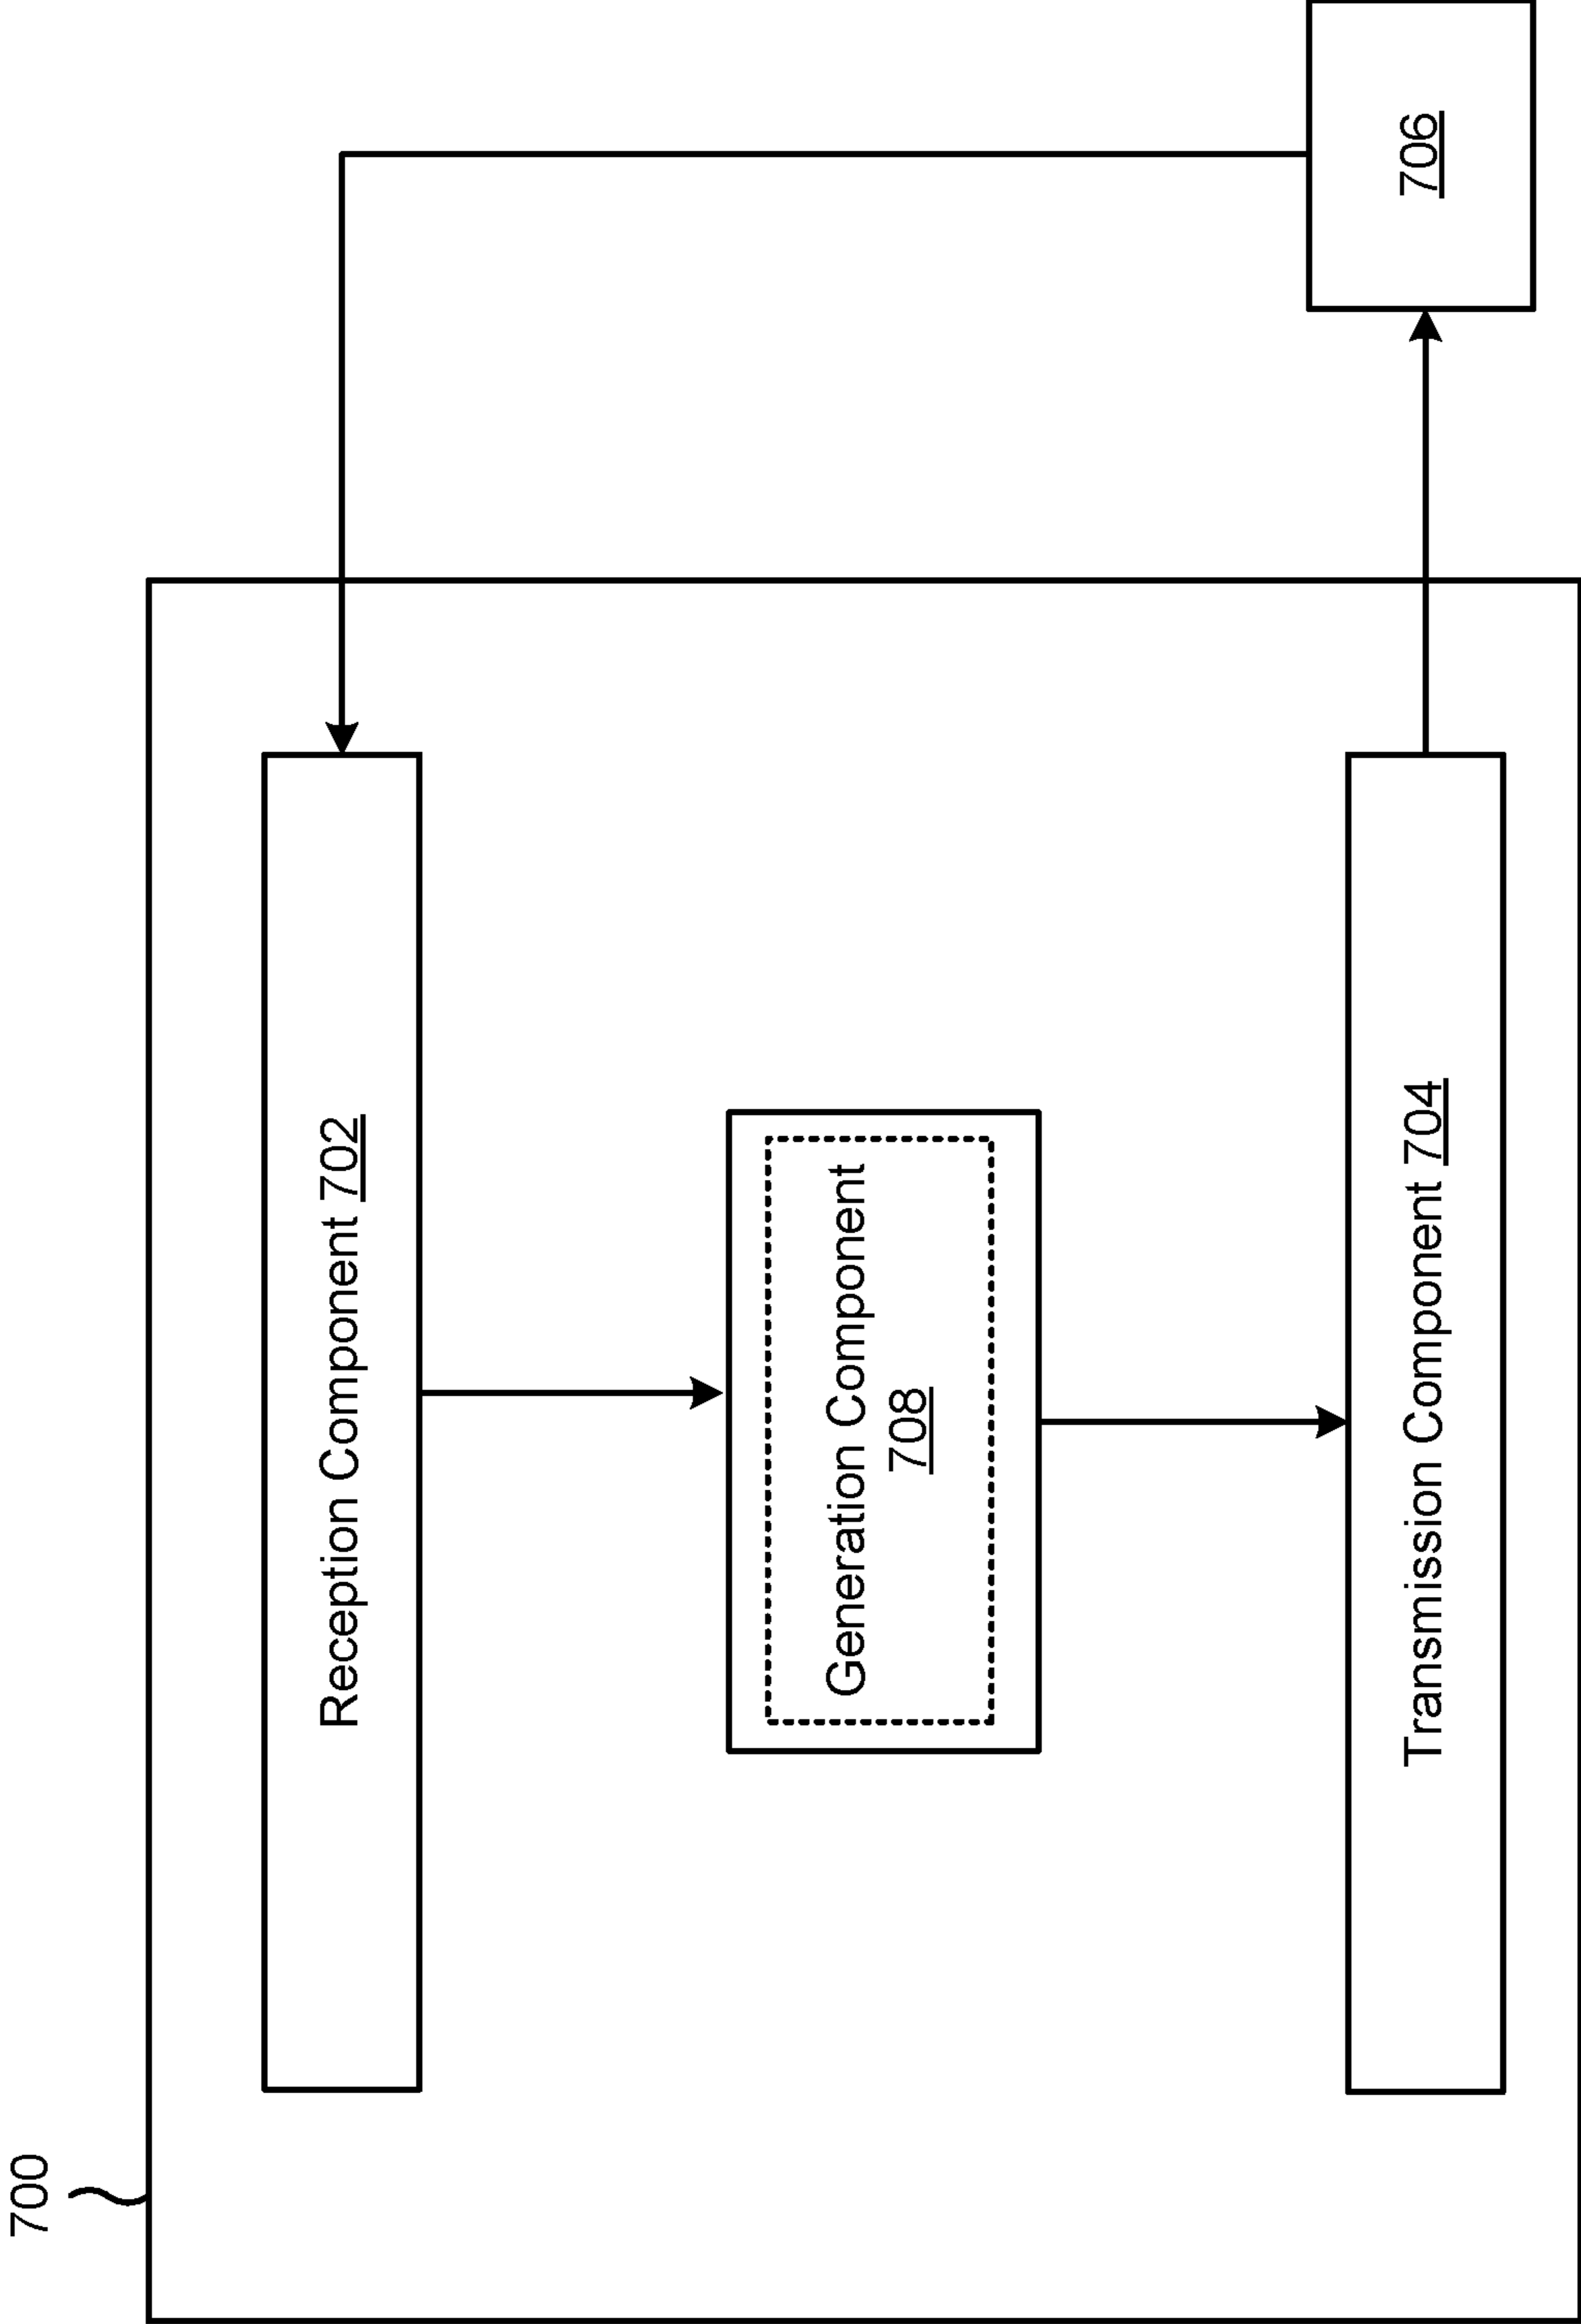 700
Reception Component 702
706
Generation Component
708
Transmission Component 704